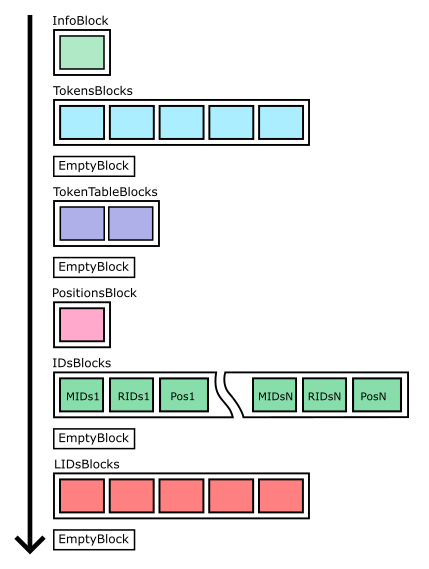 InfoBlock
TokensBlocks
EmptyBlock
TokenTableBlocks
EmptyBlock
PositionsBlock
IDsBlocks
MIDs1 RIDs1 Pos1 MIDsN RIDsN PosN
EmptyBlock
LIDsBlocks
EmptyBlock